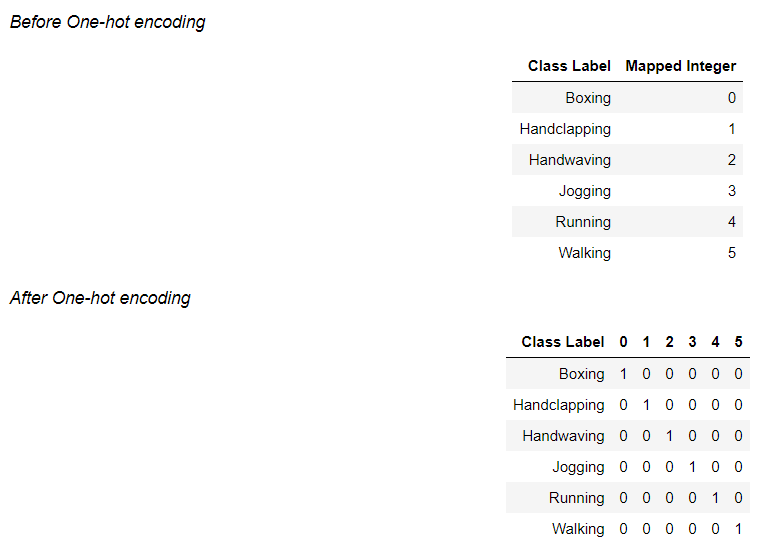 Before One-hot encoding
Class Label Mapped Integer
Boxing 0
Handclapping 1
Handwaving 2
Jogging 3
Running 4
Walking 5
After One-hot encoding
Class Label 0 1 2 3 4 5
Boxing 1 0 0 0 0 0
Handclapping 0 1 0 0 0 0
Handwaving 0 0 1 0 0 0
Jogging 0 0 0 1 0 0
Running 0 0 0 0 1 0
Walking 0 0 0 0 0 1